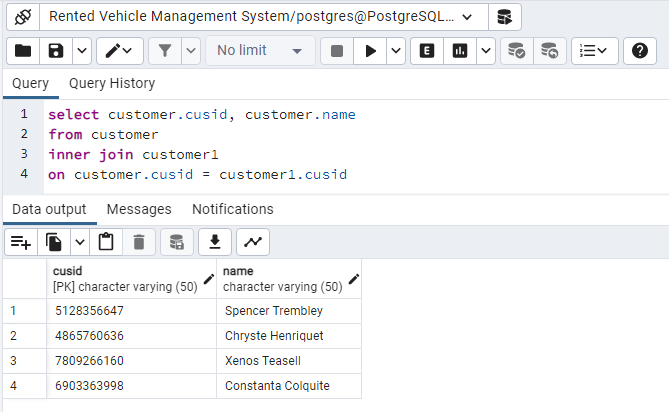 Rented Vehicle Management System/postgres@PostgreSQL...
No limit
E
Query Query History
1 select customer.cusid, customer.name
2 from customer
3 inner join customer1
4 on customer.cusid = customer1.cusid
Data output Messages Notifications
cusid name
[PK] character varying (50) character varying (50)
1 5128356647 Spencer Trembley
2 4865760636 Chryste Henriquet
3 7809266160 Xenos Teasell
4 6903363998 Constanta Colquite